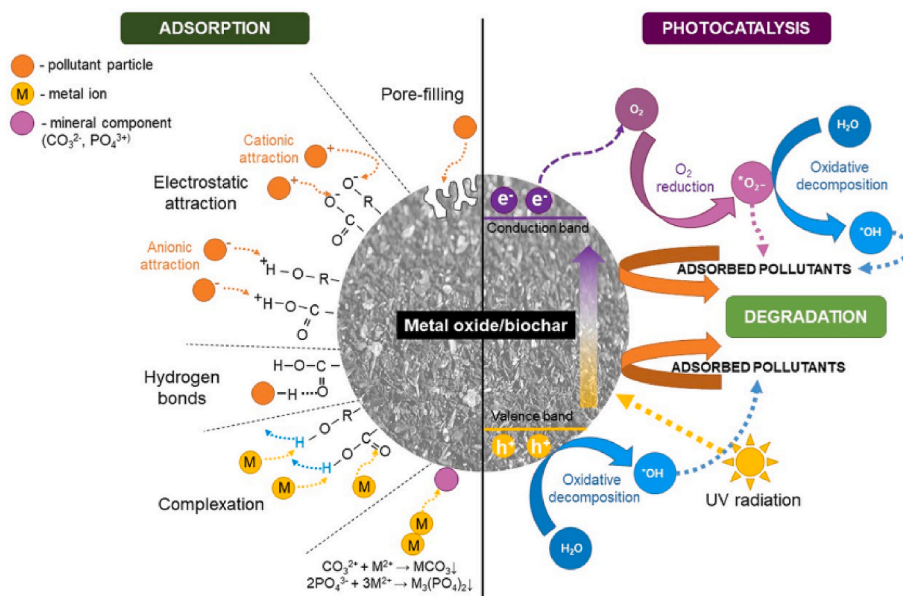 ADSORPTION
- pollutant particle
M - metal ion
- mineral component
(CO₃²⁻, PO₄³⁺)
Pore-filling
Cationic
attraction
+
+
Electrostatic
attraction
O⁻
R
O⁻
O
C
O
Anionic
attraction
-
-
+
H-O-R
+
H-O-C
O
Hydrogen
bonds
H-O-C
O
H
R
O
H
C
O
O
H
M
M
M
Complexation
M
M
CO₃²⁺ + M²⁺ → MCO₃↓
2PO₄³⁻ + 3M²⁺ → M₃(PO₄)₂↓
Metal oxide/biochar
PHOTOCATALYSIS
e⁻ e⁻
Conduction band
O₂
O₂
reduction
*O₂-
H₂O
Oxidative
decomposition
*OH
ADSORBED POLLUTANTS
DEGRADATION
ADSORBED POLLUTANTS
Valence band
h⁺ h⁺
Oxidative
decomposition
H₂O
*OH
UV radiation